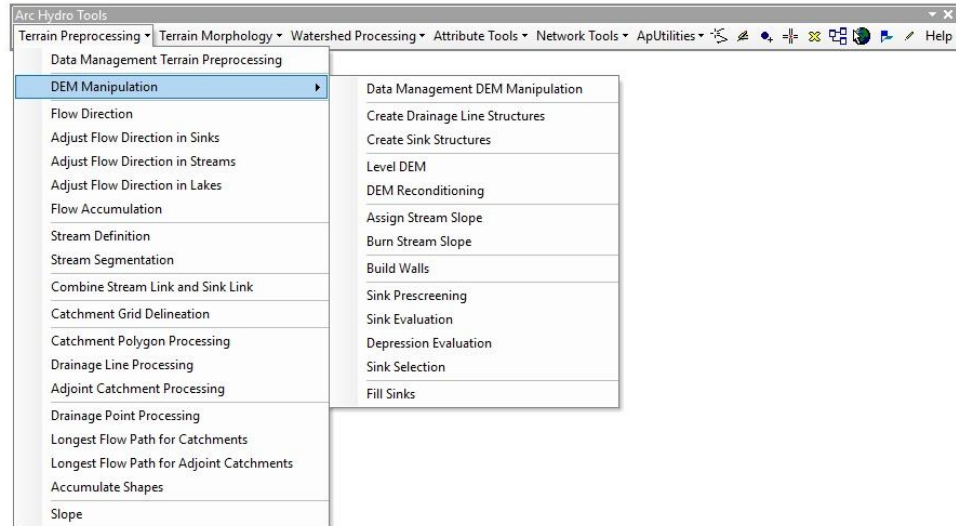 Arc Hydro Tools
Terrain Preprocessing Terrain Morphology Watershed Processing Attribute Tools Network Tools ApUtilities Help
Data Management Terrain Preprocessing
DEM Manipulation
Flow Direction
Adjust Flow Direction in Sinks
Adjust Flow Direction in Streams
Adjust Flow Direction in Lakes
Flow Accumulation
Stream Definition
Stream Segmentation
Combine Stream Link and Sink Link
Catchment Grid Delineation
Catchment Polygon Processing
Drainage Line Processing
Adjoint Catchment Processing
Drainage Point Processing
Longest Flow Path for Catchments
Longest Flow Path for Adjoint Catchments
Accumulate Shapes
Slope
Data Management DEM Manipulation
Create Drainage Line Structures
Create Sink Structures
Level DEM
DEM Reconditioning
Assign Stream Slope
Burn Stream Slope
Build Walls
Sink Prescreening
Sink Evaluation
Depression Evaluation
Sink Selection
Fill Sinks